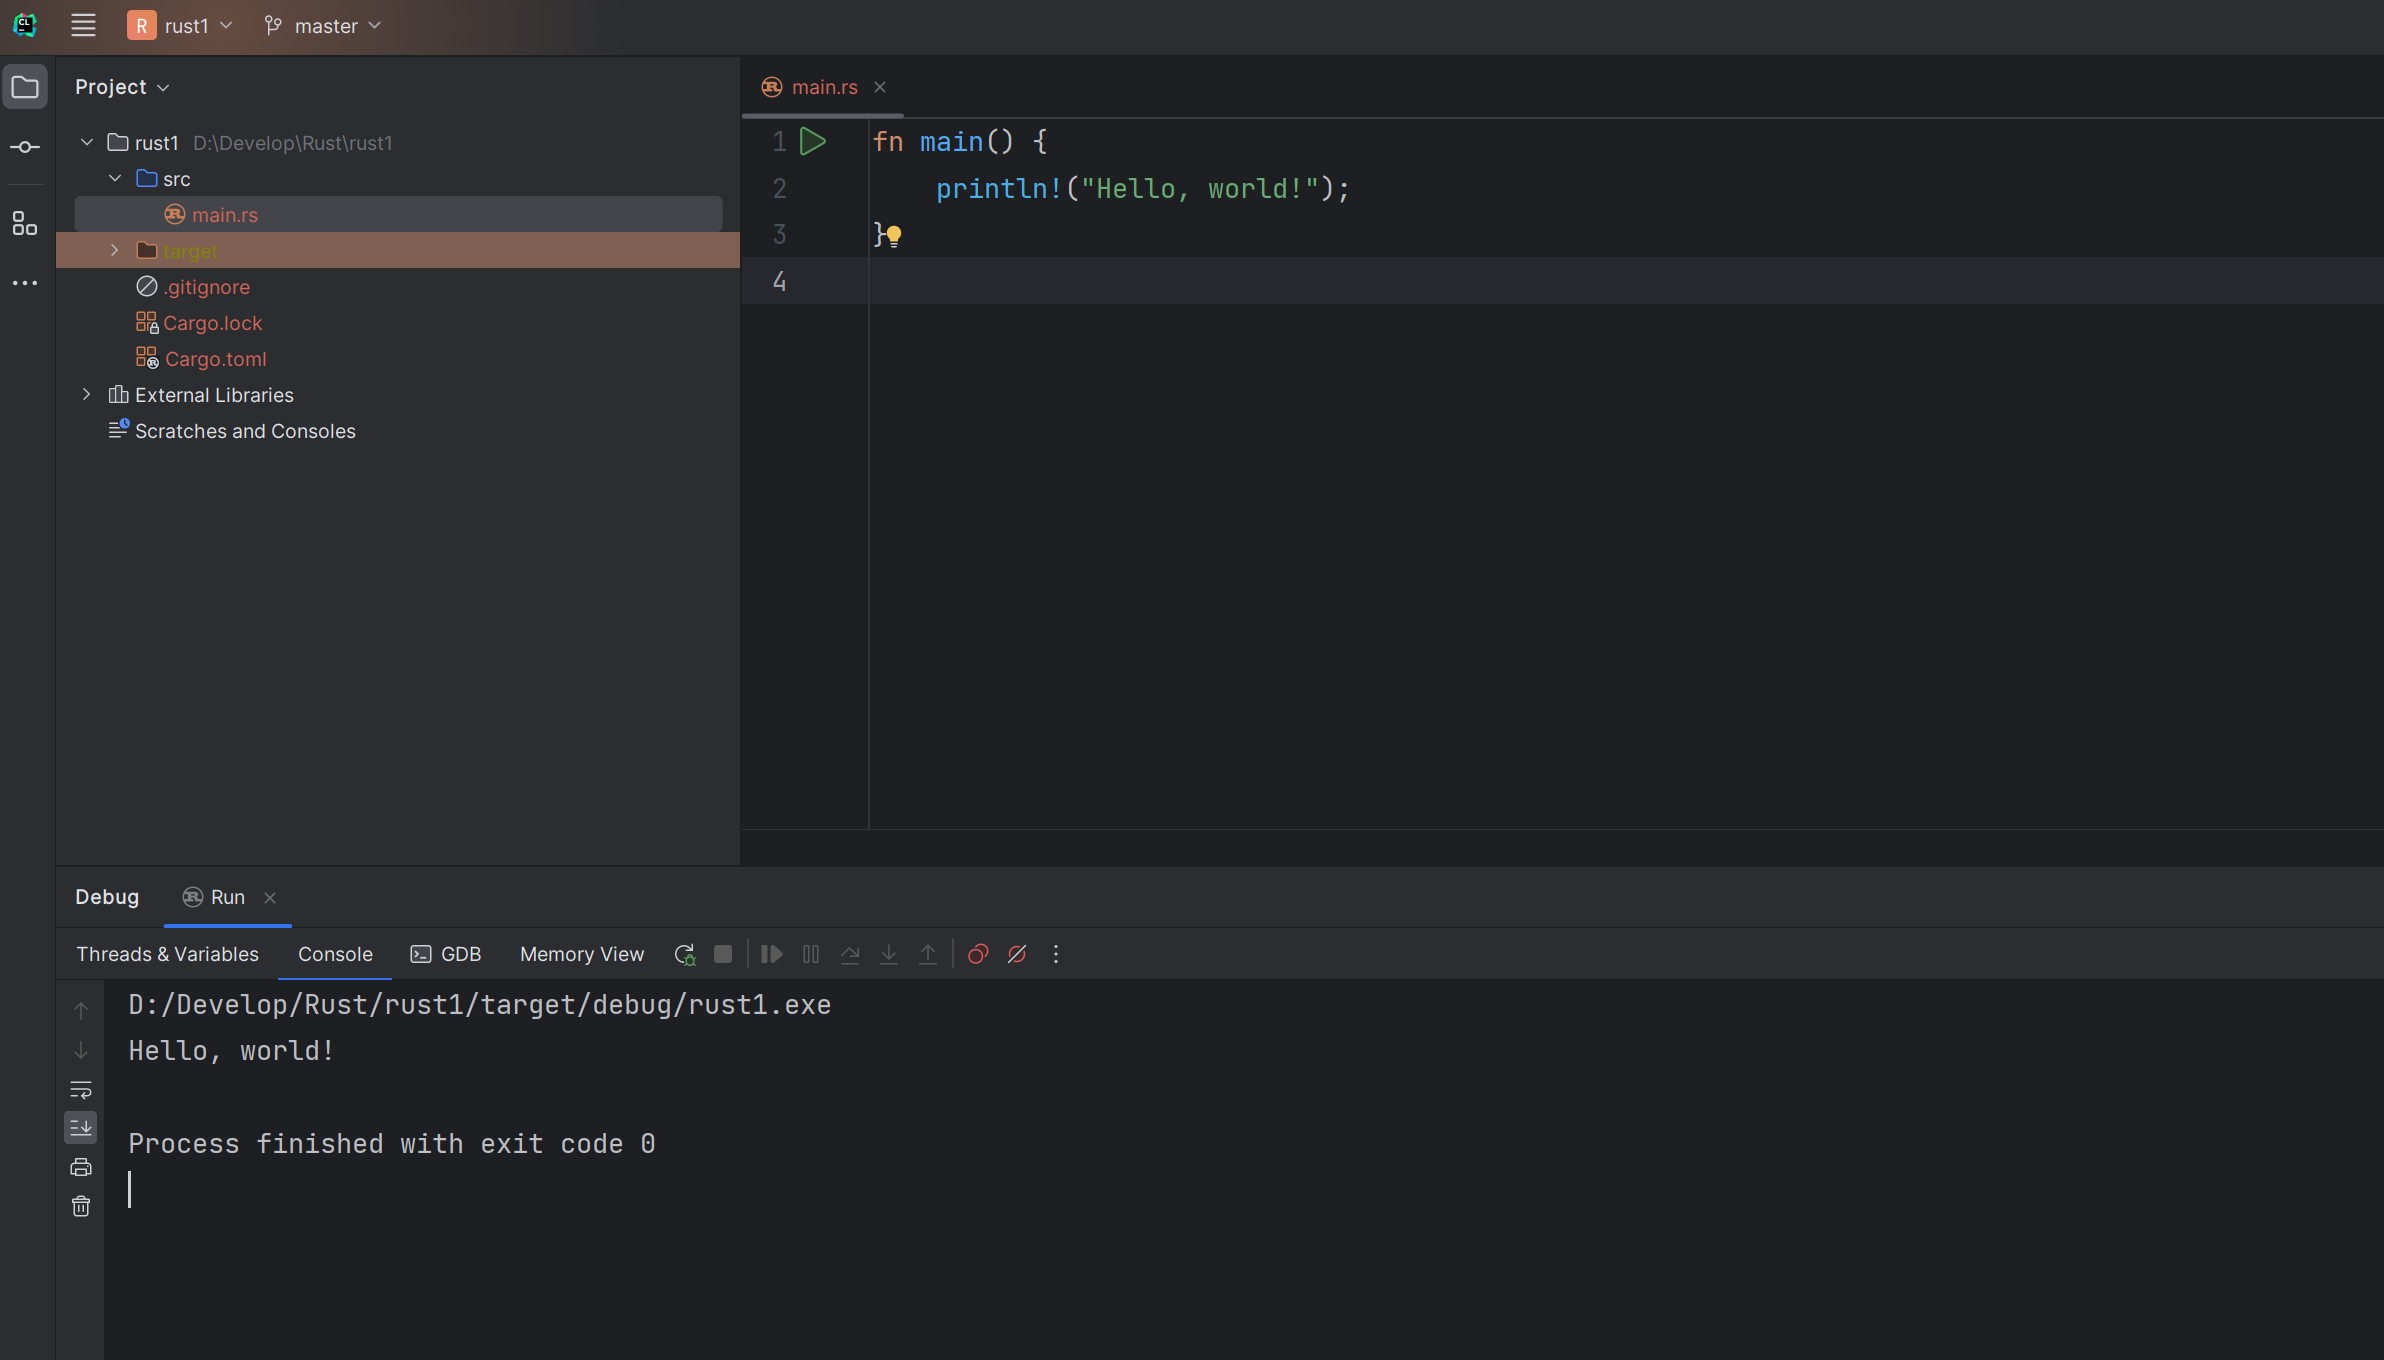 CL
R rust1 master
Project
rust1 D:\Develop\Rust\rust1
src
main.rs
target
.gitignore
Cargo.lock
Cargo.toml
External Libraries
Scratches and Consoles
main.rs
1 fn main() {
2 println!("Hello, world!");
3 }
4
Debug Run
Threads & Variables Console GDB Memory View
D:/Develop/Rust/rust1/target/debug/rust1.exe
Hello, world!
Process finished with exit code 0